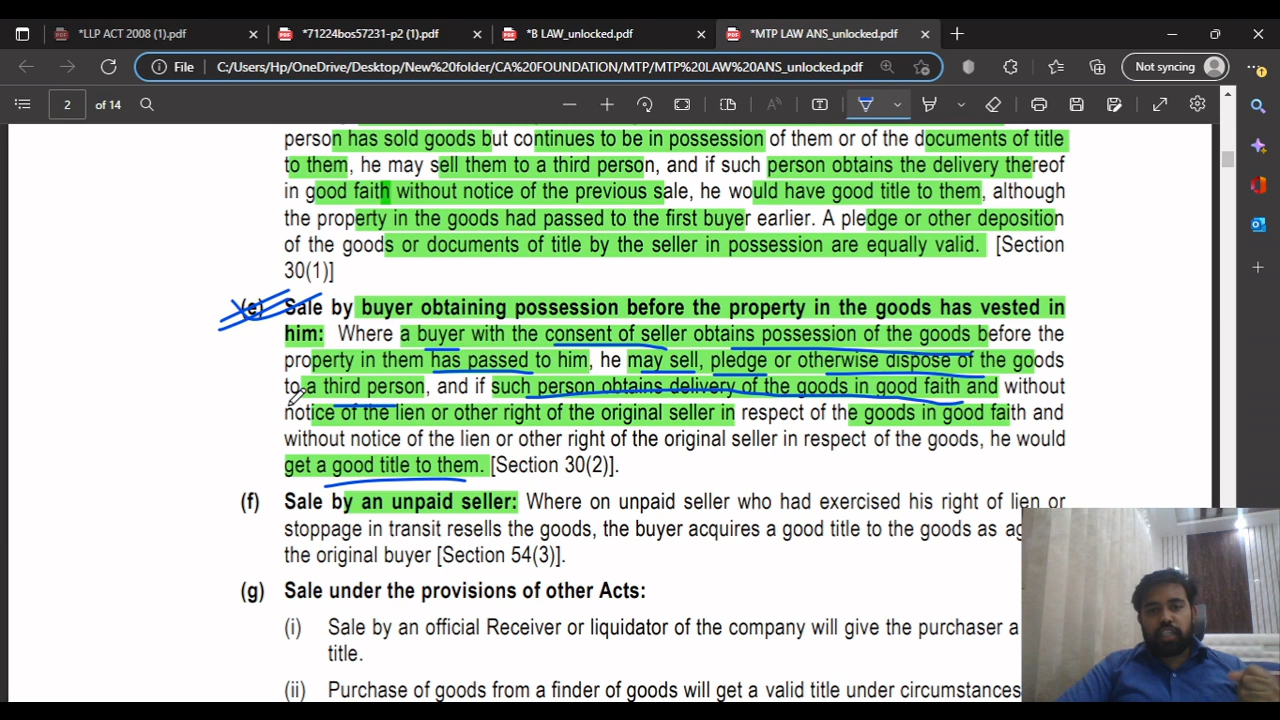 *LLP ACT 2008 (1).pdf
*71224bos57231-p2 (1).pdf
*B LAW_unlocked.pdf
*MTP LAW ANS_unlocked.pdf
File C:/Users/Hp/OneDrive/Desktop/New%20folder/CA%20FOUNDATION/MTP/MTP%20LAW%20ANS_unlocked.pdf
Not syncing
2 of 14
person has sold goods but continues to be in possession of them or of the documents of title
to them, he may sell them to a third person, and if such person obtains the delivery thereof
in good faith without notice of the previous sale, he would have good title to them, although
the property in the goods had passed to the first buyer earlier. A pledge or other deposition
of the goods or documents of title by the seller in possession are equally valid. [Section
30(1)]
(e) Sale by buyer obtaining possession before the property in the goods has vested in
him: Where a buyer with the consent of seller obtains possession of the goods before the
property in them has passed to him, he may sell, pledge or otherwise dispose of the goods
to a third person, and if such person obtains delivery of the goods in good faith and without
notice of the lien or other right of the original seller in respect of the goods in good faith and
without notice of the lien or other right of the original seller in respect of the goods, he would
get a good title to them. [Section 30(2)].
(f) Sale by an unpaid seller: Where on unpaid seller who had exercised his right of lien or
stoppage in transit resells the goods, the buyer acquires a good title to the goods as
the original buyer [Section 54(3)].
(g) Sale under the provisions of other Acts:
(i) Sale by an official Receiver or liquidator of the company will give the purchaser a
title.
(ii) Purchase of goods from a finder of goods will get a valid title under circumstances